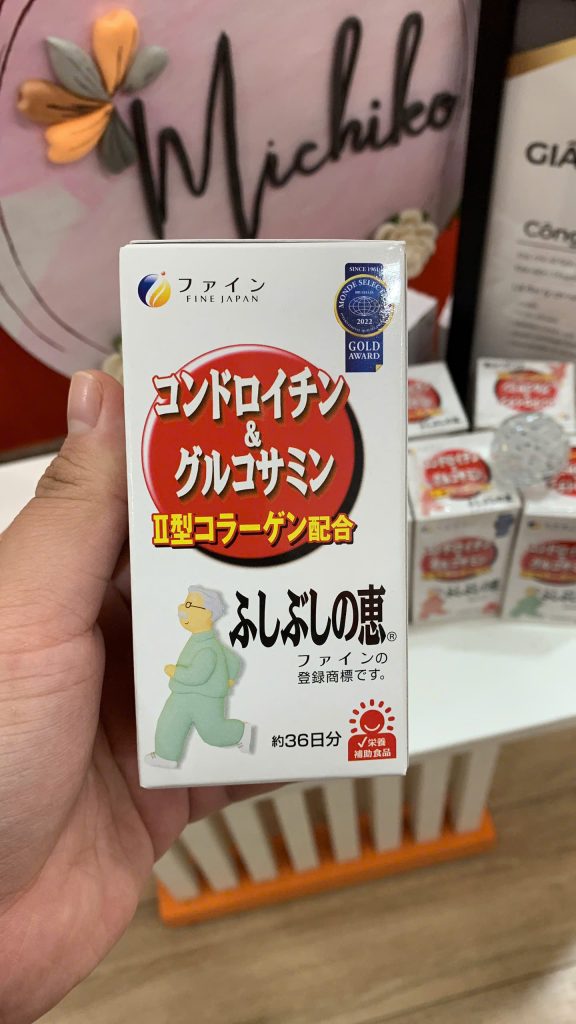 Michiko
GIẤ
Công
ファイン
FINE JAPAN
SINCE 1961
MONDE SELECTION
2022
GOLD
AWARD
コンドロイチン
&
グルコサミン
II型コラーゲン配合
ふしぶしの恵®
ファインの
登録商標です。
約36日分
✓栄養
補助食品